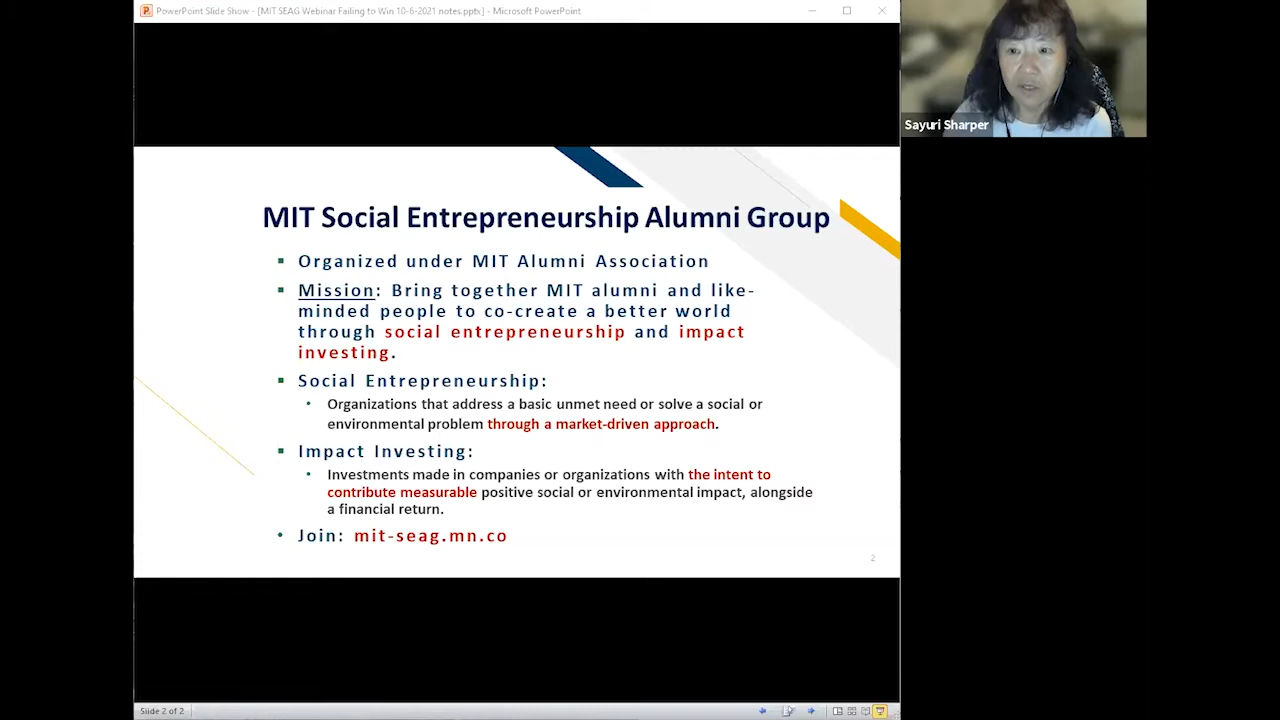 PowerPoint Slide Show - [MIT SEAG Webinar Failing to Win 10-6-2021 notes.pptx] - Microsoft PowerPoint
Sayuri Sharper
MIT Social Entrepreneurship Alumni Group
▪ Organized under MIT Alumni Association
▪ Mission: Bring together MIT alumni and like-
minded people to co-create a better world
through social entrepreneurship and impact
investing.
▪ Social Entrepreneurship:
• Organizations that address a basic unmet need or solve a social or
environmental problem through a market-driven approach.
▪ Impact Investing:
• Investments made in companies or organizations with the intent to
contribute measurable positive social or environmental impact, alongside
a financial return.
• Join: mit-seag.mn.co
2
Slide 2 of 2